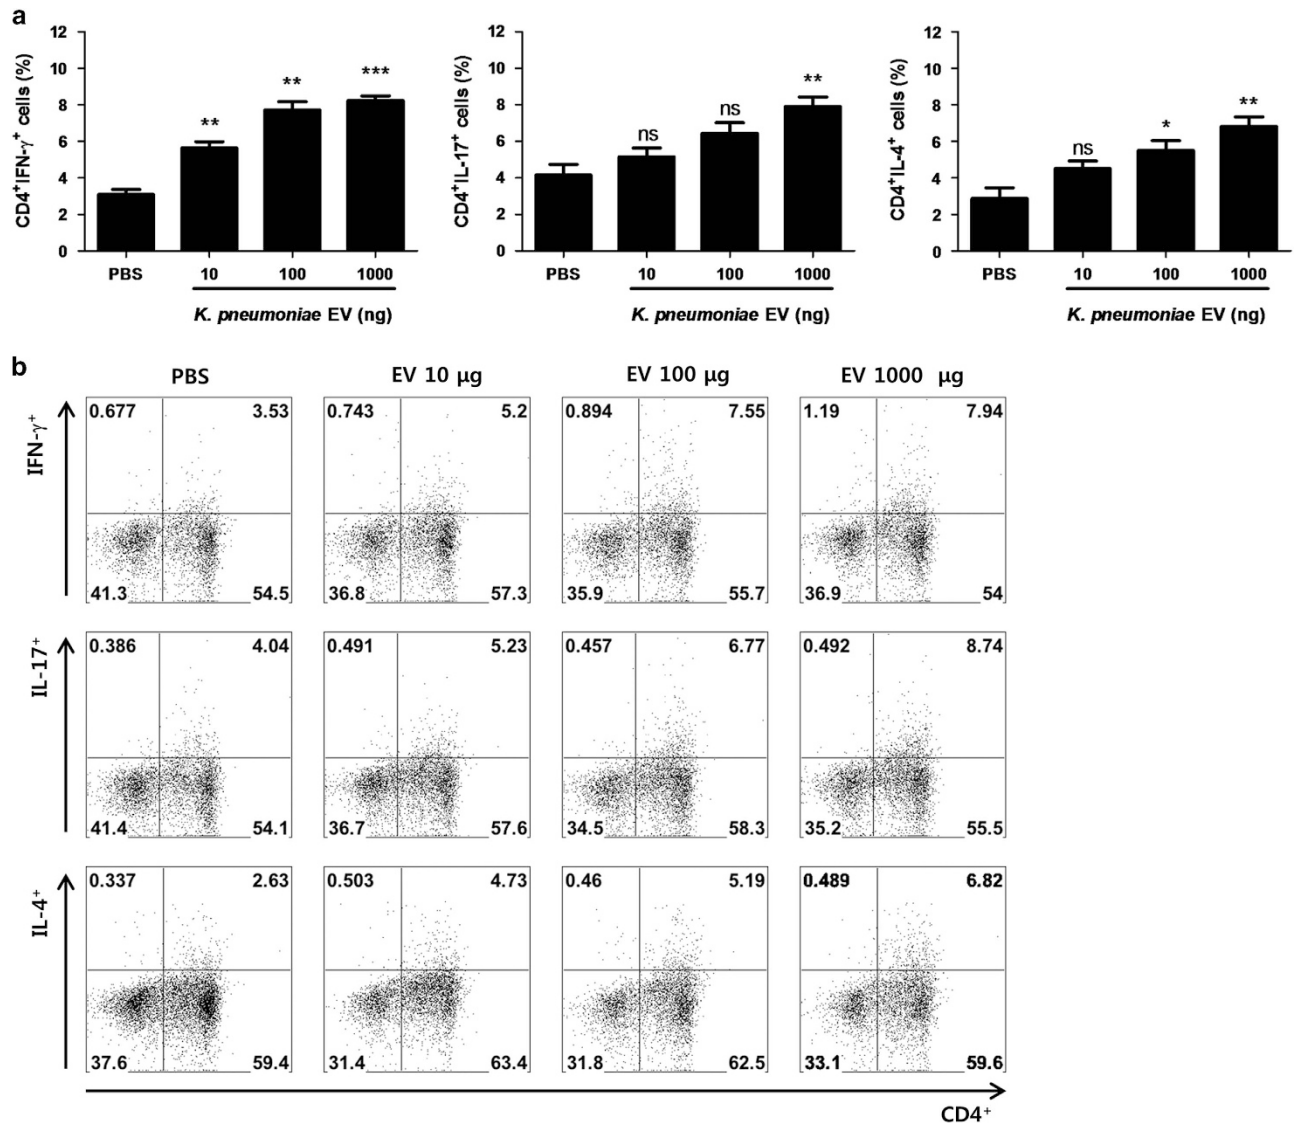 a
CD4⁺IFN-γ⁺ cells (%)
12
10
8
6
4
2
0
**
**
***
PBS
10
100
1000
K. pneumoniae EV (ng)
CD4⁺IL-17⁺ cells (%)
12
10
8
6
4
2
0
ns
ns
**
PBS
10
100
1000
K. pneumoniae EV (ng)
CD4⁺IL-4⁺ cells (%)
12
10
8
6
4
2
0
ns
*
**
PBS
10
100
1000
K. pneumoniae EV (ng)
b
PBS
EV 10 µg
EV 100 µg
EV 1000 µg
IFN-γ⁺
0.677 3.53
41.3 54.5
0.743 5.2
36.8 57.3
0.894 7.55
35.9 55.7
1.19 7.94
36.9 54
IL-17⁺
0.386 4.04
41.4 54.1
0.491 5.23
36.7 57.6
0.457 6.77
34.5 58.3
0.492 8.74
35.2 55.5
IL-4⁺
0.337 2.63
37.6 59.4
0.503 4.73
31.4 63.4
0.46 5.19
31.8 62.5
0.489 6.82
33.1 59.6
CD4⁺